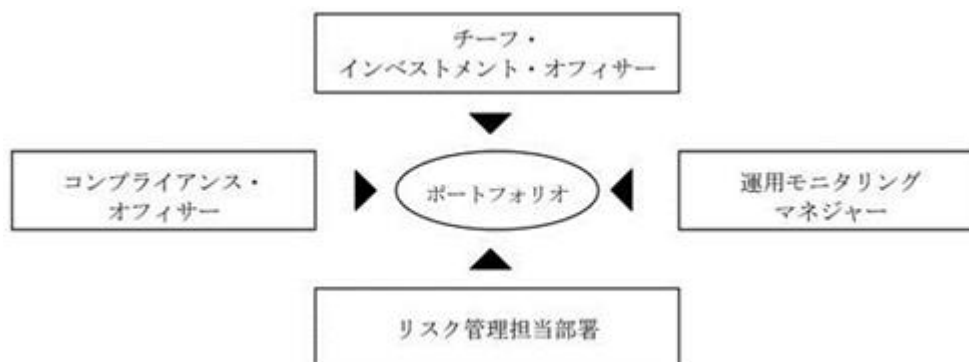 チーフ・
インベストメント・オフィサー
コンプライアンス・
オフィサー
ポートフォリオ
運用モニタリング
マネジャー
リスク管理担当部署